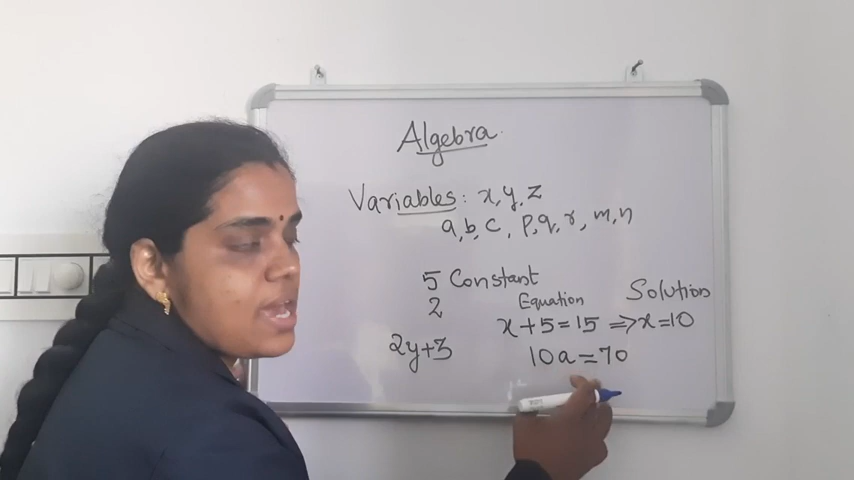 Algebra
Variables: x, y, z
a, b, c, p, q, r, m, n
5 Constant
2
Equation
Solution
x+5=15 ⇒ x=10
2y+3
10a=70